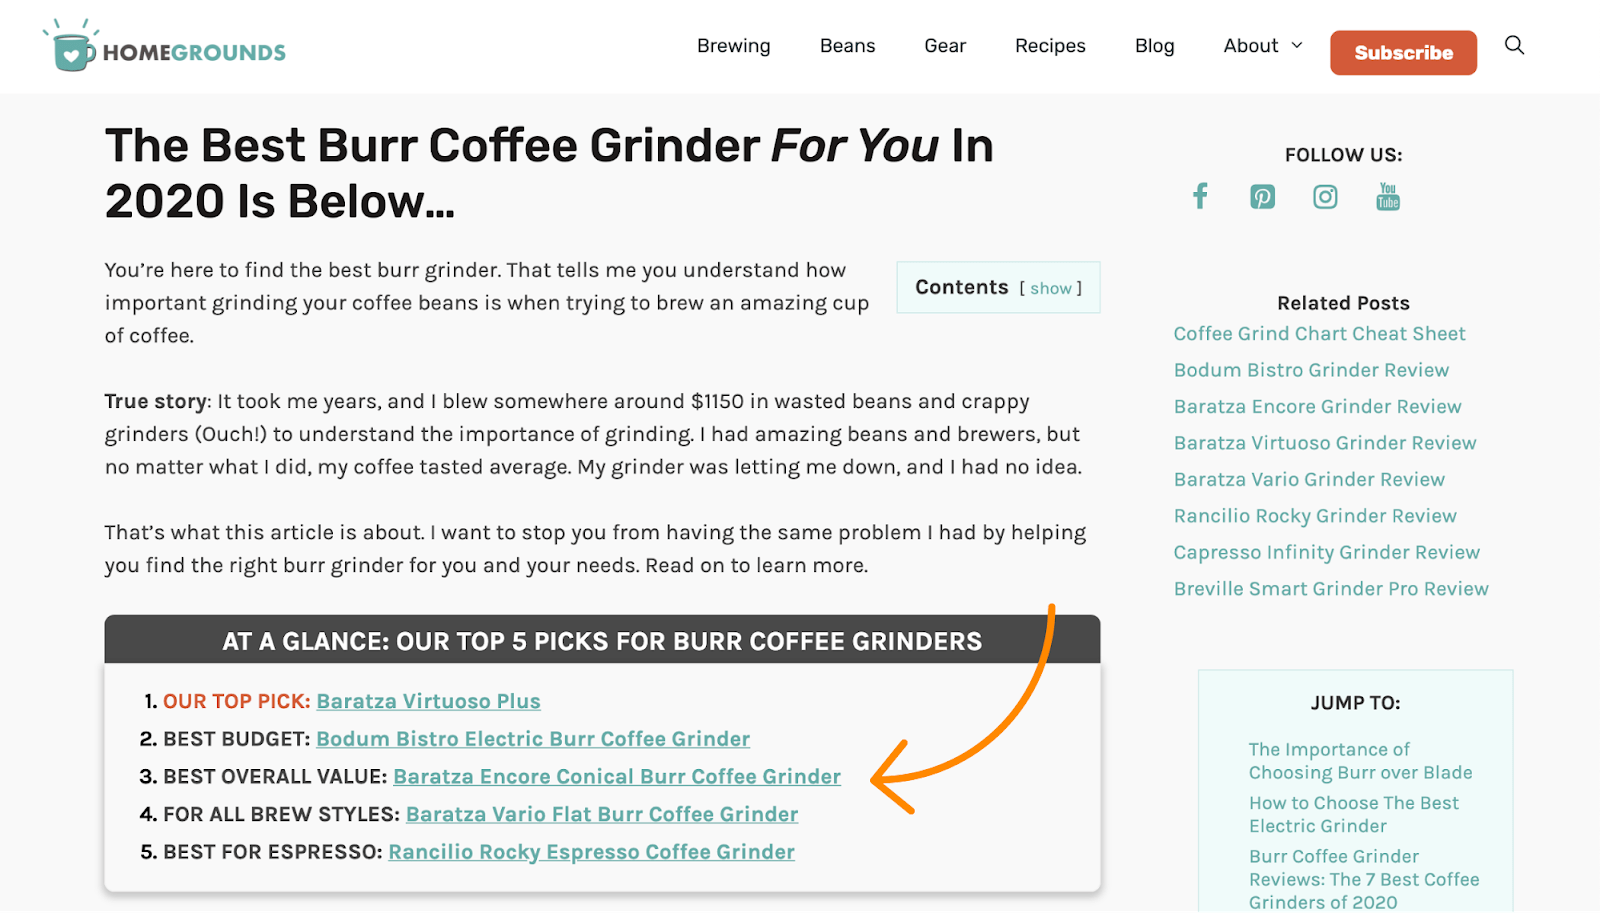 HOMEGROUNDS
Brewing
Beans
Gear
Recipes
Blog
About
Subscribe
The Best Burr Coffee Grinder For You In
2020 Is Below...
You’re here to find the best burr grinder. That tells me you understand how
important grinding your coffee beans is when trying to brew an amazing cup
of coffee.
Contents [ show ]
True story: It took me years, and I blew somewhere around $1150 in wasted beans and crappy
grinders (Ouch!) to understand the importance of grinding. I had amazing beans and brewers, but
no matter what I did, my coffee tasted average. My grinder was letting me down, and I had no idea.
That’s what this article is about. I want to stop you from having the same problem I had by helping
you find the right burr grinder for you and your needs. Read on to learn more.
AT A GLANCE: OUR TOP 5 PICKS FOR BURR COFFEE GRINDERS
1. OUR TOP PICK: Baratza Virtuoso Plus
2. BEST BUDGET: Bodum Bistro Electric Burr Coffee Grinder
3. BEST OVERALL VALUE: Baratza Encore Conical Burr Coffee Grinder
4. FOR ALL BREW STYLES: Baratza Vario Flat Burr Coffee Grinder
5. BEST FOR ESPRESSO: Rancilio Rocky Espresso Coffee Grinder
FOLLOW US:
You
Tube
Related Posts
Coffee Grind Chart Cheat Sheet
Bodum Bistro Grinder Review
Baratza Encore Grinder Review
Baratza Virtuoso Grinder Review
Baratza Vario Grinder Review
Rancilio Rocky Grinder Review
Capresso Infinity Grinder Review
Breville Smart Grinder Pro Review
JUMP TO:
The Importance of
Choosing Burr over Blade
How to Choose The Best
Electric Grinder
Burr Coffee Grinder
Reviews: The 7 Best Coffee
Grinders of 2020